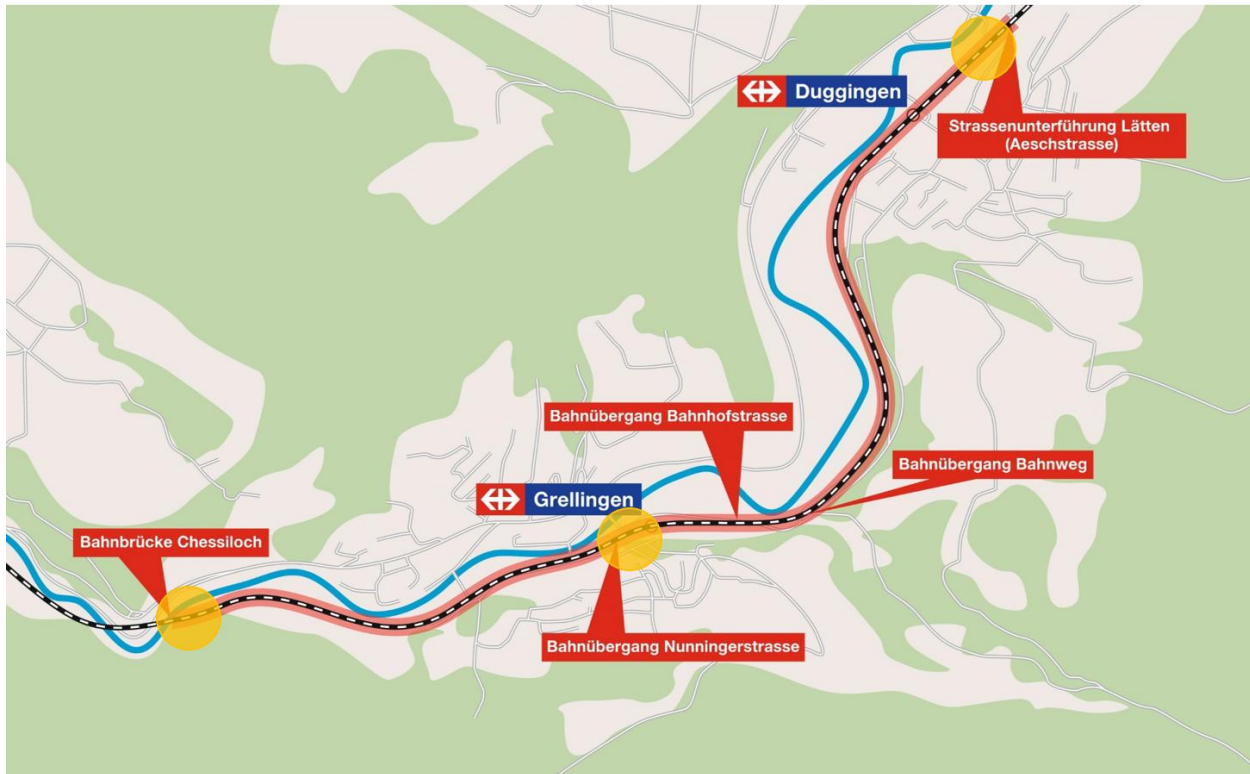 Duggingen
Strassenunterführung Lätten
(Aeschstrasse)
Bahnübergang Bahnhofstrasse
Bahnübergang Bahnweg
Grellingen
Bahnbrücke Chessiloch
Bahnübergang Nunningerstrasse